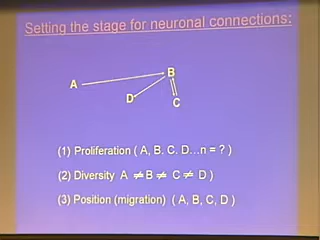 Setting the stage for neuronal connections:
A
B
D
C
(1) Proliferation ( A, B, C. D...n = ? )
(2) Diversity A ≠ B ≠ C ≠ D )
(3) Position (migration) ( A, B, C, D )